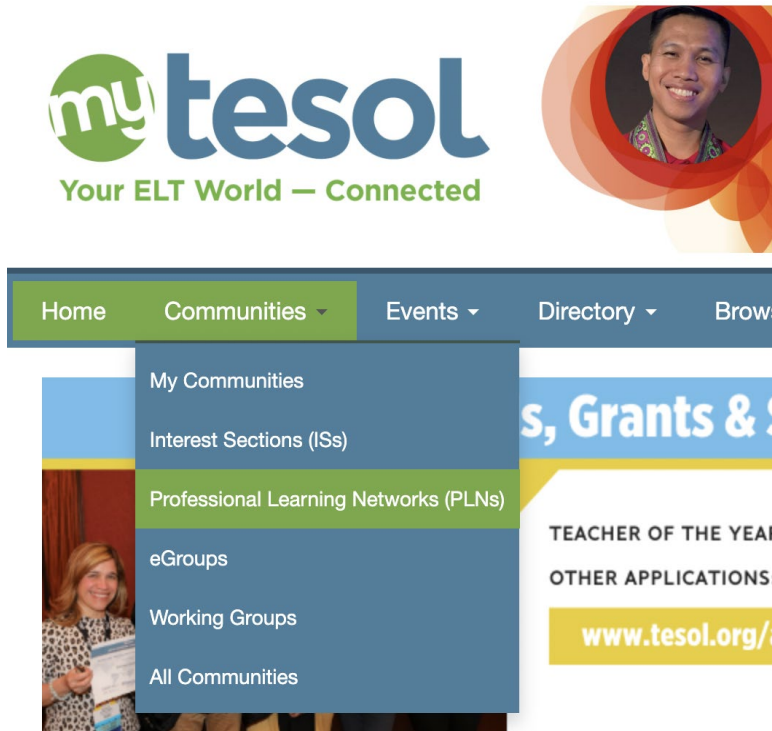 my tesol
Your ELT World — Connected
Home Communities Events Directory
My Communities
Interest Sections (ISs)
Professional Learning Networks (PLNs)
eGroups
Working Groups
All Communities
Grants &
TEACHER OF THE
OTHER APPLICATIONS
www.tesol.org/